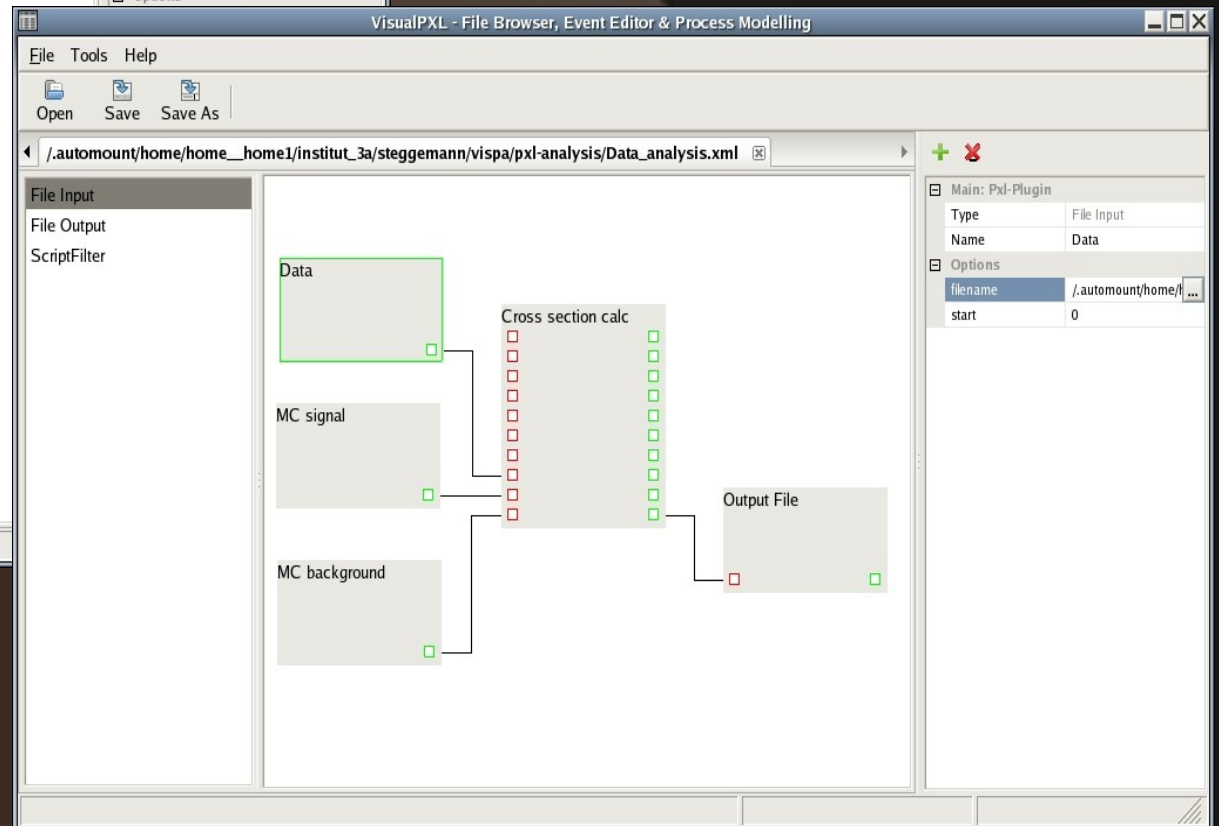 VisualPXL - File Browser, Event Editor & Process Modelling
File Tools Help
Open Save Save As
/.automount/home/home__home1/institut_3a/steggemann/vispa/pxl-analysis/Data_analysis.xml
File Input
File Output
ScriptFilter
Data
Cross section calc
MC signal
Output File
MC background
Main: Pxl-Plugin
Type File Input
Name Data
Options
filename /.automount/home/h ...
start 0